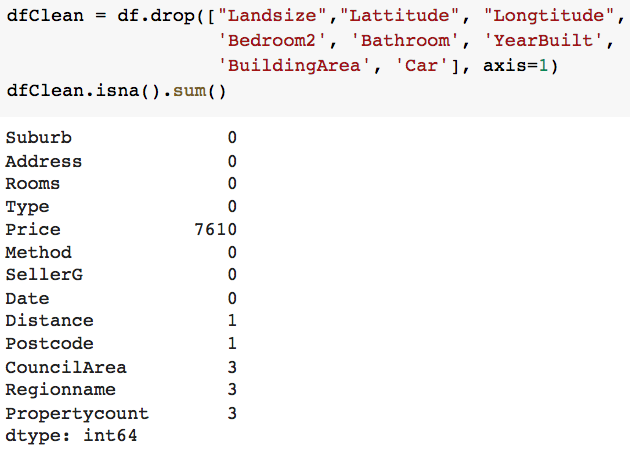 dfClean = df.drop(["Landsize","Lattitude", "Longtitude",
'Bedroom2', 'Bathroom', 'YearBuilt',
'BuildingArea', 'Car'], axis=1)
dfClean.isna().sum()
Suburb 0
Address 0
Rooms 0
Type 0
Price 7610
Method 0
SellerG 0
Date 0
Distance 1
Postcode 1
CouncilArea 3
Regionname 3
Propertycount 3
dtype: int64